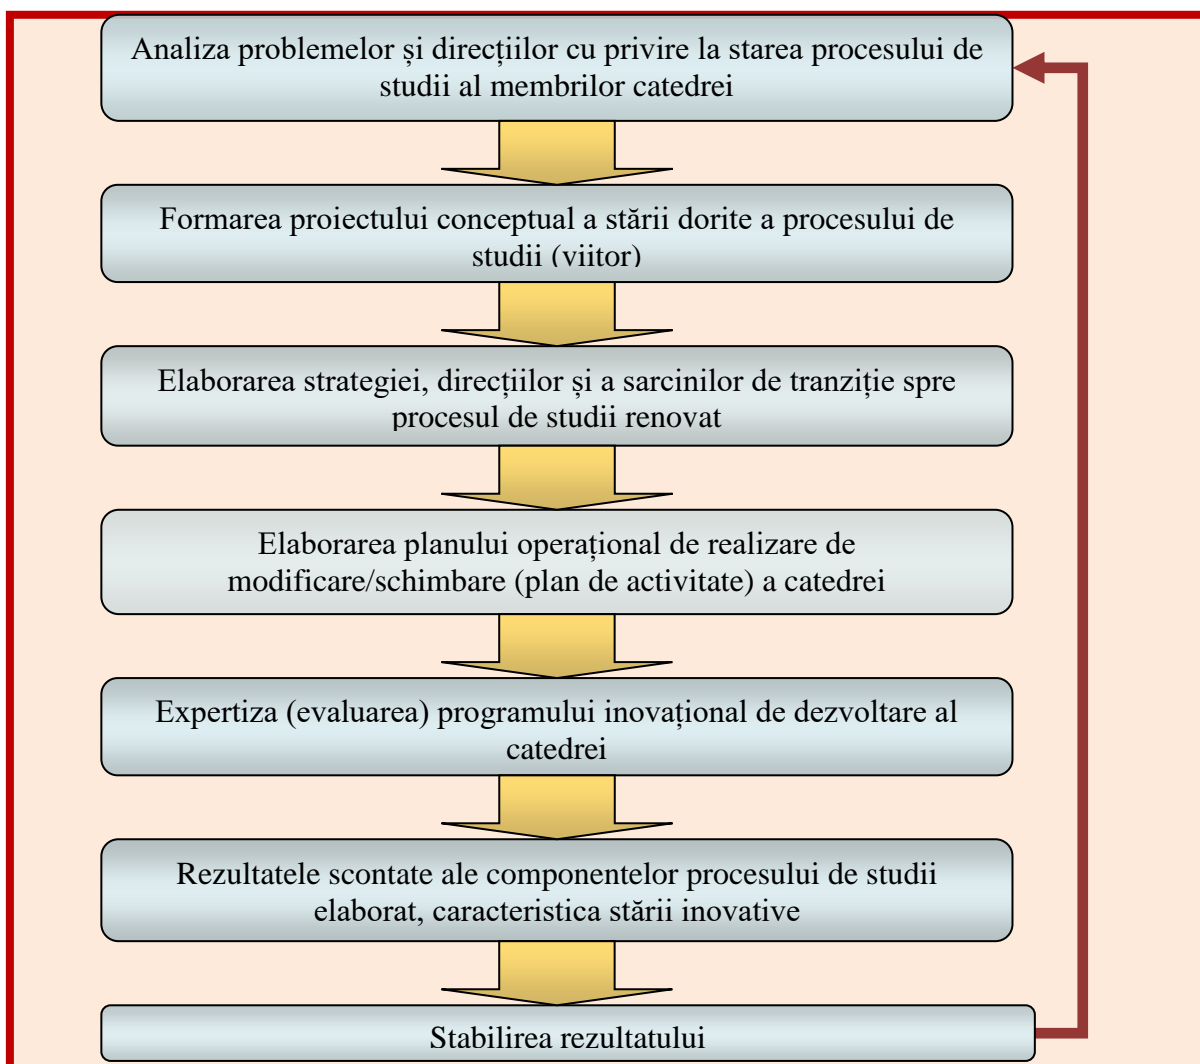 Analiza problemelor și direcțiilor cu privire la starea procesului de
studii al membrilor catedrei
Formarea proiectului conceptual a stării dorite a procesului de
studii (viitor)
Elaborarea strategiei, direcțiilor și a sarcinilor de tranziție spre
procesul de studii renovat
Elaborarea planului operațional de realizare de
modificare/schimbare (plan de activitate) a catedrei
Expertiza (evaluarea) programului inovațional de dezvoltare al
catedrei
Rezultatele scontate ale componentelor procesului de studii
elaborat, caracteristica stării inovative
Stabilirea rezultatului